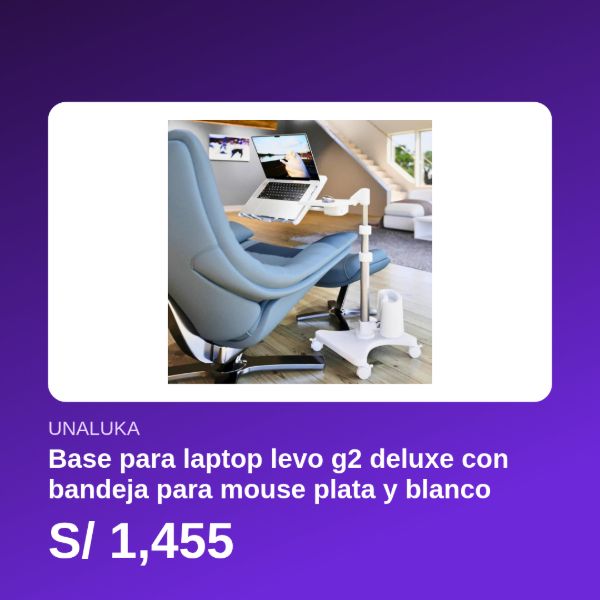 UNALUKA
Base para laptop levo g2 deluxe con
bandeja para mouse plata y blanco
S/ 1,455